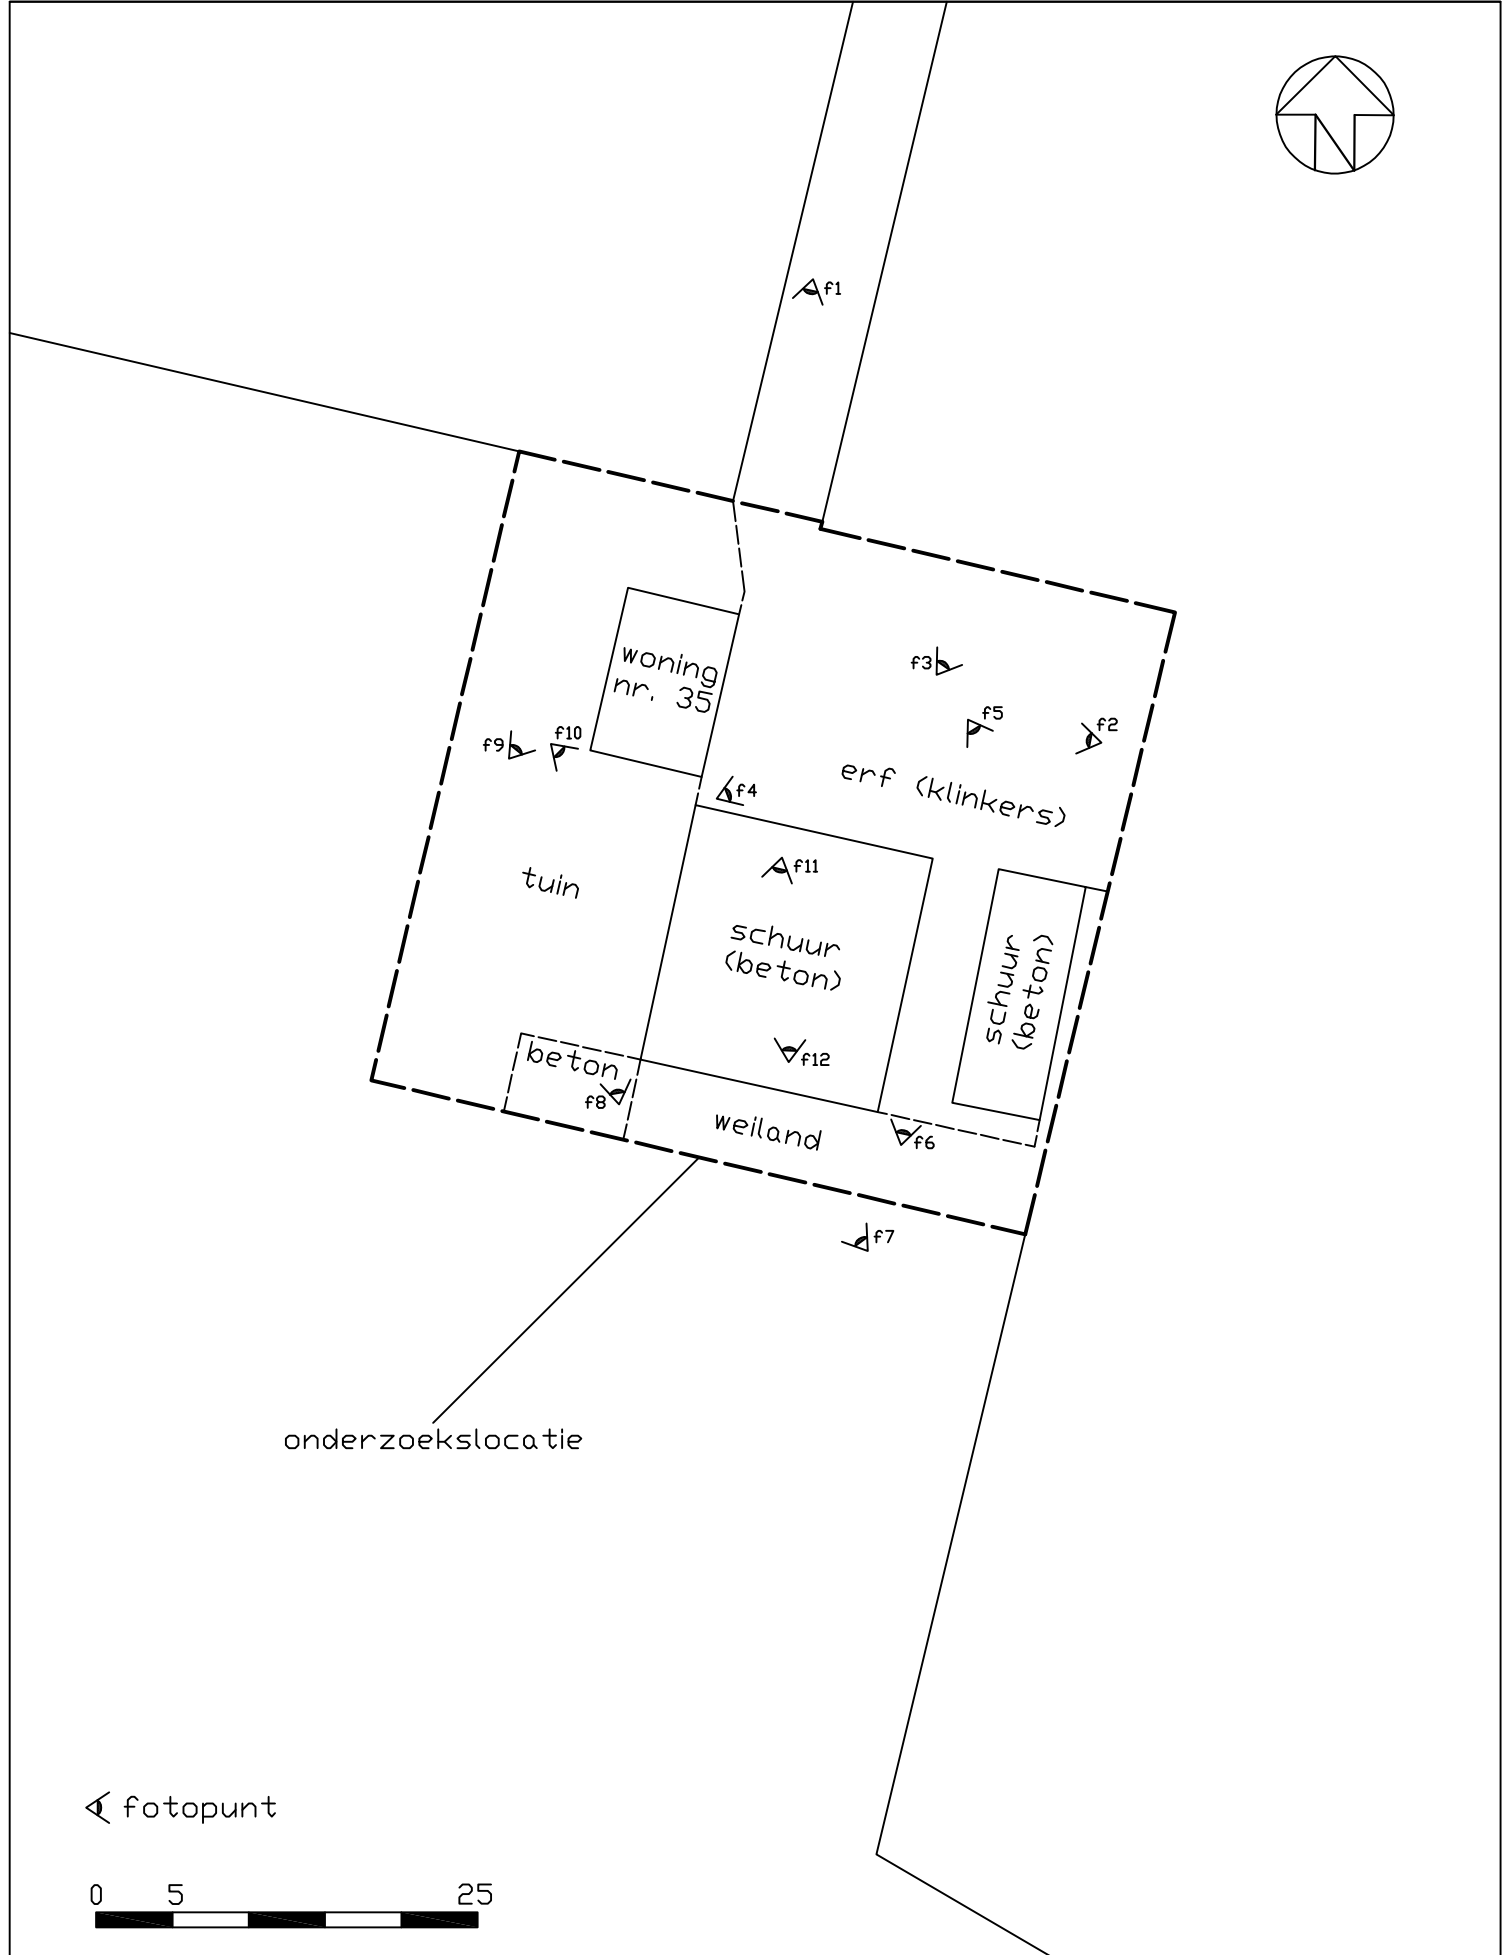 N
f1
woning
nr. 35
f3
f5
f2
f9
f10
f4
erf (klinkers)
f11
tuin
schuur
(beton)
schuur
(beton)
beton
f12
f8
weiland
f6
f7
onderzoekslocatie
fotopunt
0 5 25